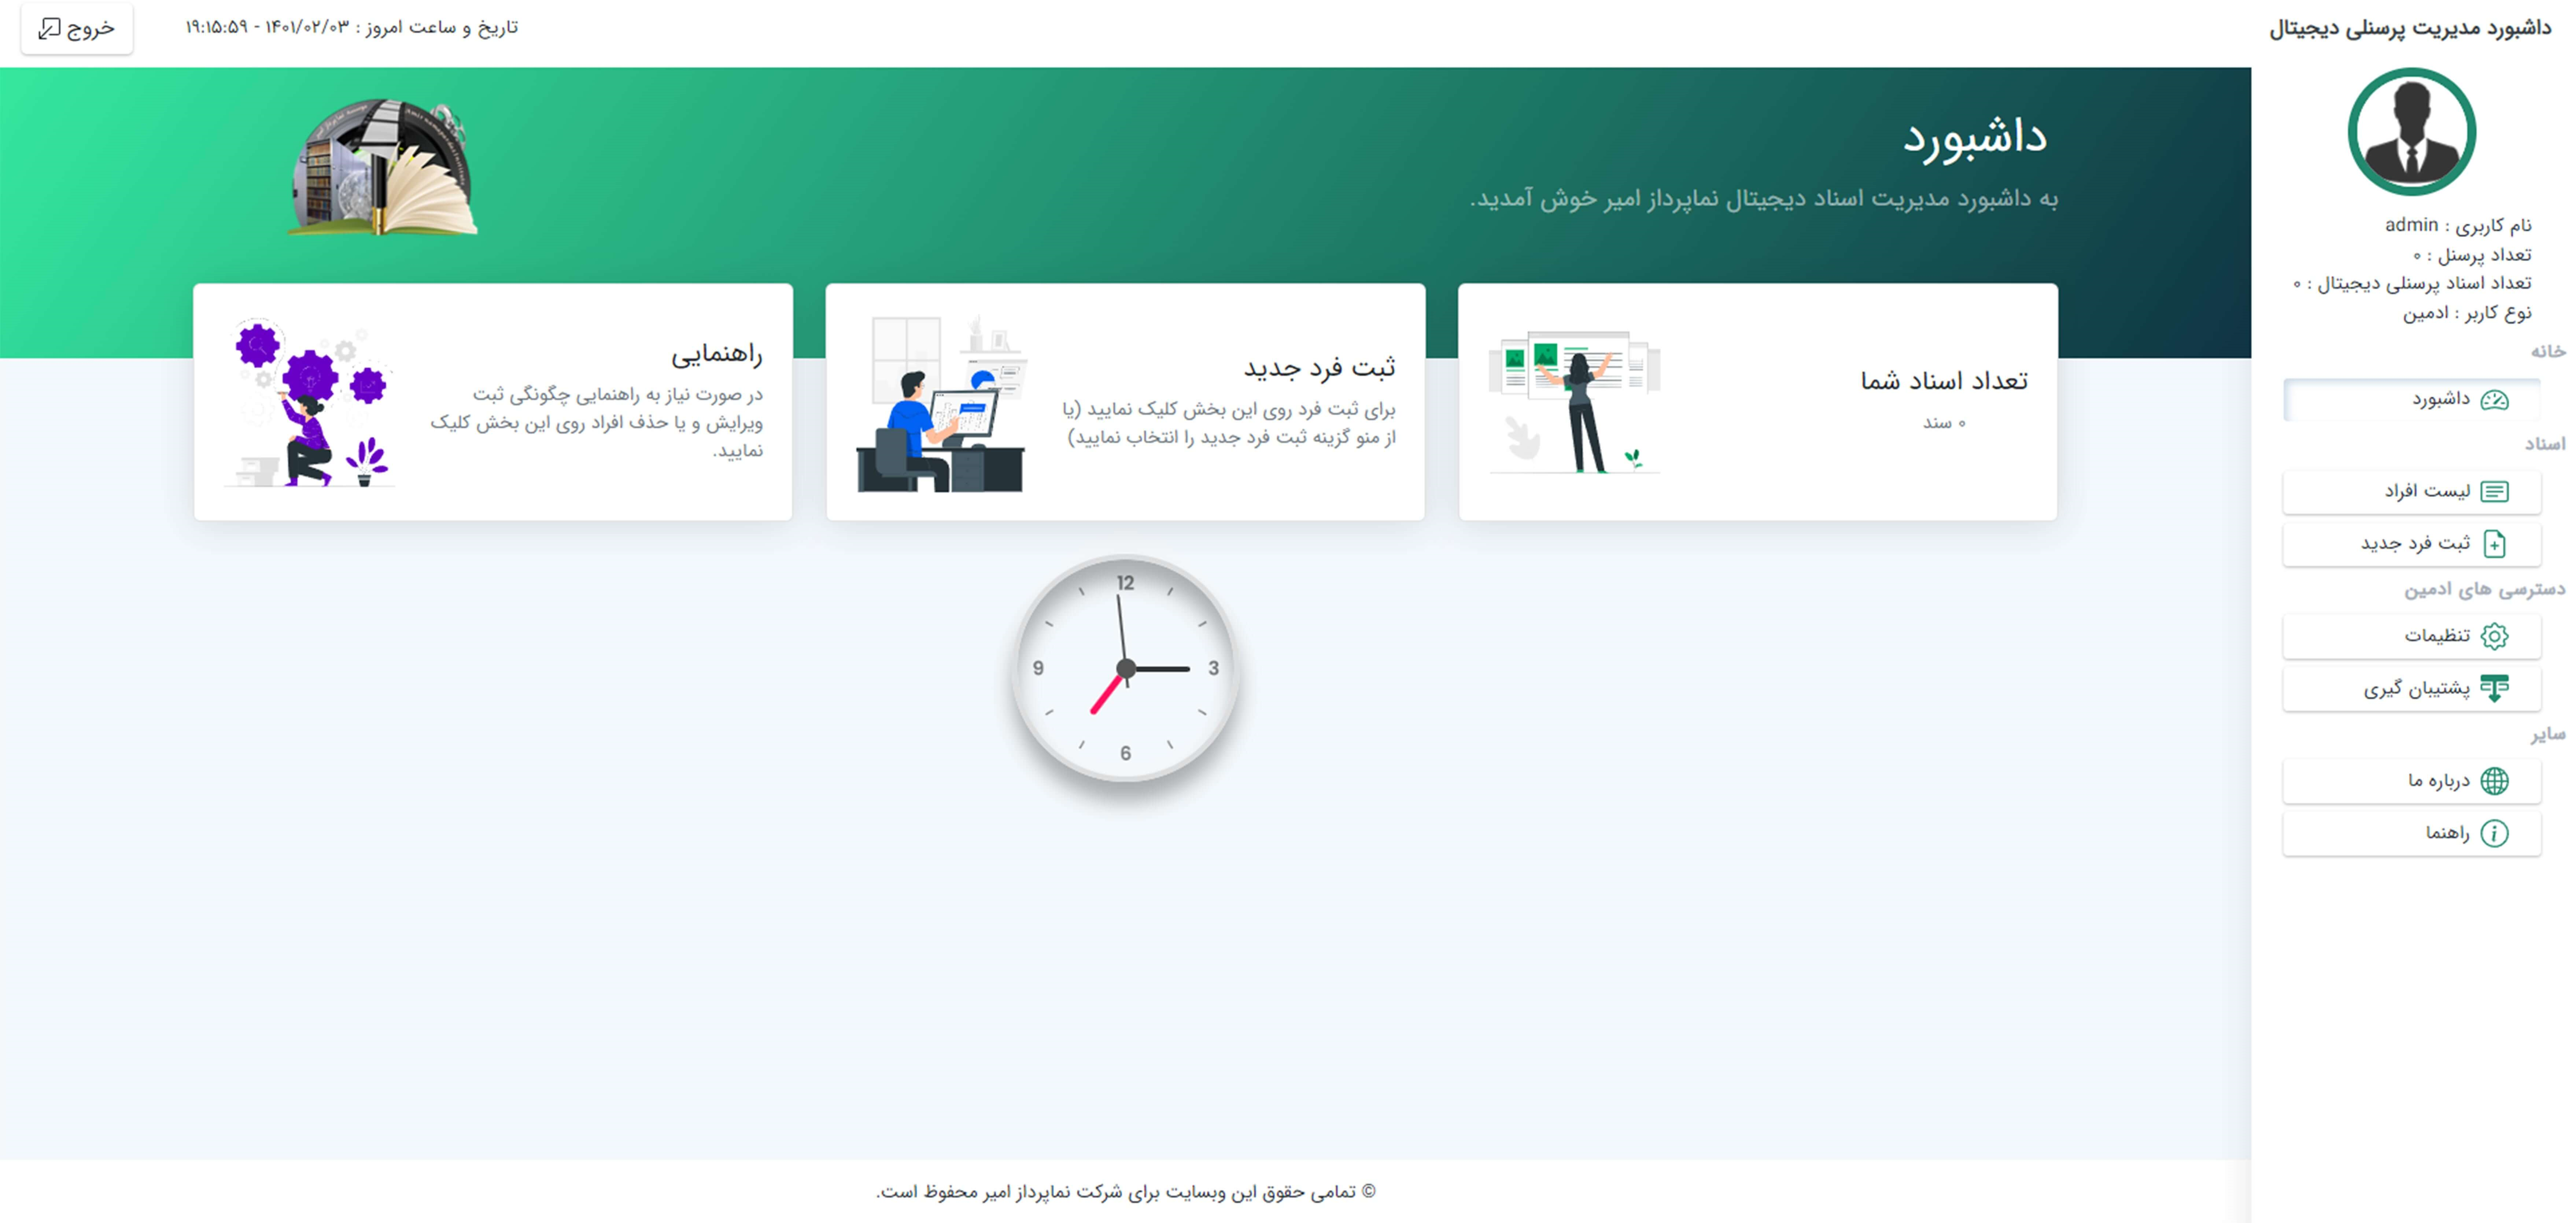 داشبورد مدیریت پرسنلی دیجیتال
تاریخ و ساعت امروز : ۱۴۰۱/۰۲/۰۳ - ۱۹:۱۵:۵۹
خروج
نام کاربری : admin
تعداد پرسنل : ۰
تعداد اسناد پرسنلی دیجیتال : ۰
نوع کاربر : ادمین
خانه
داشبورد
اسناد
لیست افراد
ثبت فرد جدید
دسترسی های ادمین
تنظیمات
پشتیبان گیری
سایر
درباره ما
راهنما
داشبورد
به داشبورد مدیریت اسناد دیجیتال نماپرداز امیر خوش آمدید.
تعداد اسناد شما
۰ سند
ثبت فرد جدید
برای ثبت فرد روی این بخش کلیک نمایید (یا
از منو گزینه ثبت فرد جدید را انتخاب نمایید)
راهنمایی
در صورت نیاز به راهنمایی چگونگی ثبت
ویرایش و یا حذف افراد روی این بخش کلیک
نمایید.
12
3
6
9
© تمامی حقوق این وبسایت برای شرکت نماپرداز امیر محفوظ است.